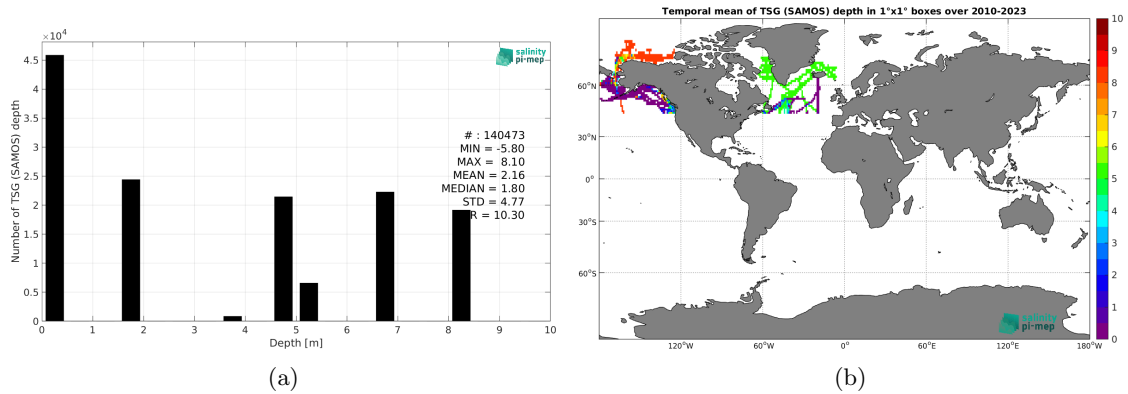 ×10⁴
4.5
4
3.5
3
2.5
2
1.5
1
0.5
0
Number of TSG (SAMOS) depth
salinity
pi-mep
# : 140473
MIN = -5.80
MAX = 8.10
MEAN = 2.16
MEDIAN = 1.80
STD = 4.77
R = 10.30
0 1 2 3 4 5 6 7 8 9 10
Depth [m]
(a)
Temporal mean of TSG (SAMOS) depth in 1°x1° boxes over 2010-2023
60°N
30°N
0°
30°S
60°S
120°W 60°W 0° 60°E 120°E 180°W
salinity
pi-mep
10
9
8
7
6
5
4
3
2
1
0
(b)